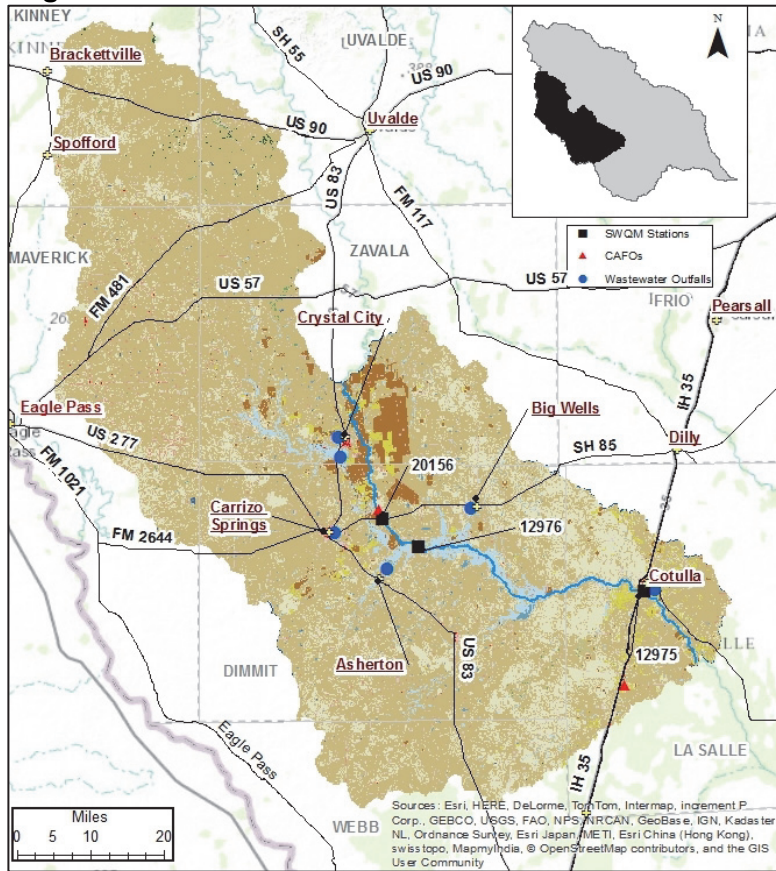 KINNEY
UVALDE
N
Brackettville
SH 55
US 90
US 90
Uvalde
Spofford
US 83
FM 117
SWQM Stations
CAFOs
Wastewater Outfalls
ZAVALA
MAVERICK
FM 481
US 57
US 57
FRIO
Pearsall
Crystal City
IH 35
Eagle Pass
Big Wells
Dilly
US 277
SH 85
FM 1021
20156
35
Carrizo
Springs
12976
FM 2644
Cotulla
Asherton
US 83
12975
DIMMIT
Eagle Pass
LA SALLE
IH 35
Miles
0 5 10 20
WEBB
Sources: Esri, HERE, DeLorme, TomTom, Intermap, increment P
Corp., GEBCO, USGS, FAO, NPS, NRCAN, GeoBase, IGN, Kadaster
NL, Ordnance Survey, Esri Japan, METI, Esri China (Hong Kong),
swisstopo, MapmyIndia, © OpenStreetMap contributors, and the GIS
User Community